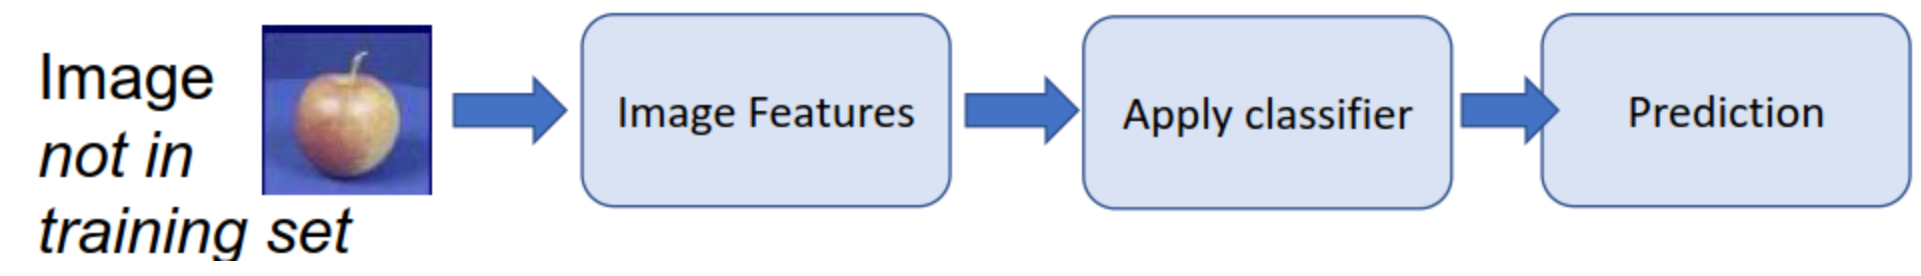 Image
not in
training set
Image Features
Apply classifier
Prediction